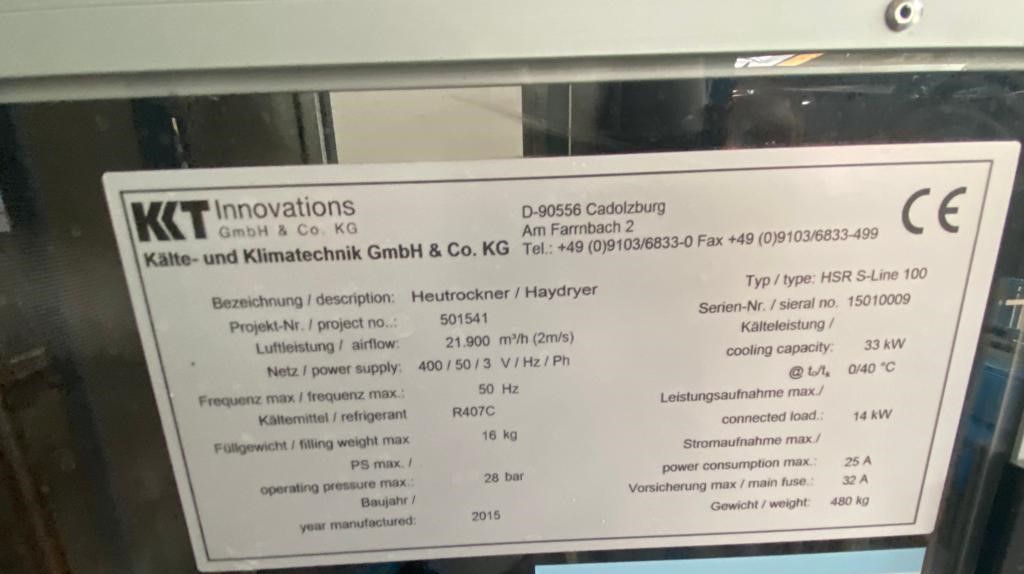 KKT Innovations
GmbH & Co. KG
Kälte- und Klimatechnik GmbH & Co. KG
D-90556 Cadolzburg
Am Farrnbach 2
Tel.: +49 (0)9103/6833-0 Fax +49 (0)9103/6833-499
CE
Bezeichnung / description: Heutrockner / Haydryer
Projekt-Nr. / project no..: 501541
Luftleistung / airflow: 21.900 m³/h (2m/s)
Netz / power supply: 400 / 50 / 3 V / Hz / Ph
Frequenz max / frequenz max.: 50 Hz
Kältemittel / refrigerant R407C
Füllgewicht / filling weight max 16 kg
PS max. /
operating pressure max.: 28 bar
Baujahr /
year manufactured: 2015
Typ / type: HSR S-Line 100
Serien-Nr. / sieral no. 15010009
Kälteleistung /
cooling capacity: 33 kW
@ t₀/tₖ 0/40 °C
Leistungsaufnahme max./
connected load.: 14 kW
Stromaufnahme max./
power consumption max.: 25 A
Vorsicherung max / main fuse.: 32 A
Gewicht / weight: 480 kg